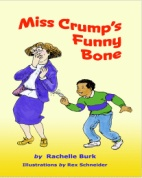 Miss Crump's
Funny
Bone
by Rachelle Burk
Illustrations by Rex Schneider